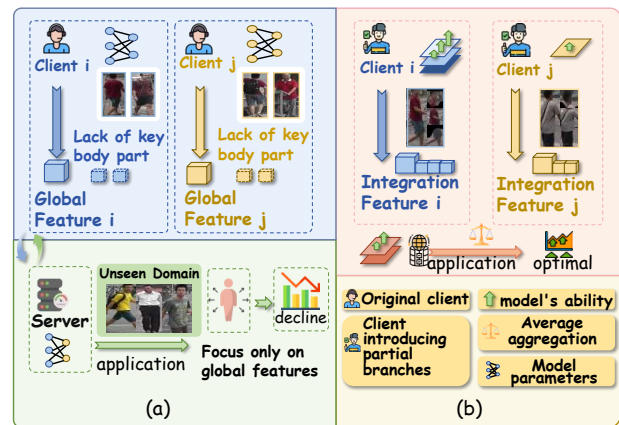 Client i
Client j
Lack of key
body part
Lack of key
body part
Global
Feature i
Global
Feature j
Unseen Domain
Server
application
Focus only on
global features
decline
(a)
Client i
Client j
Integration
Feature i
Integration
Feature j
application
optimal
Original client
model's ability
Client
introducing
partial
branches
Average
aggregation
Model
parameters
(b)